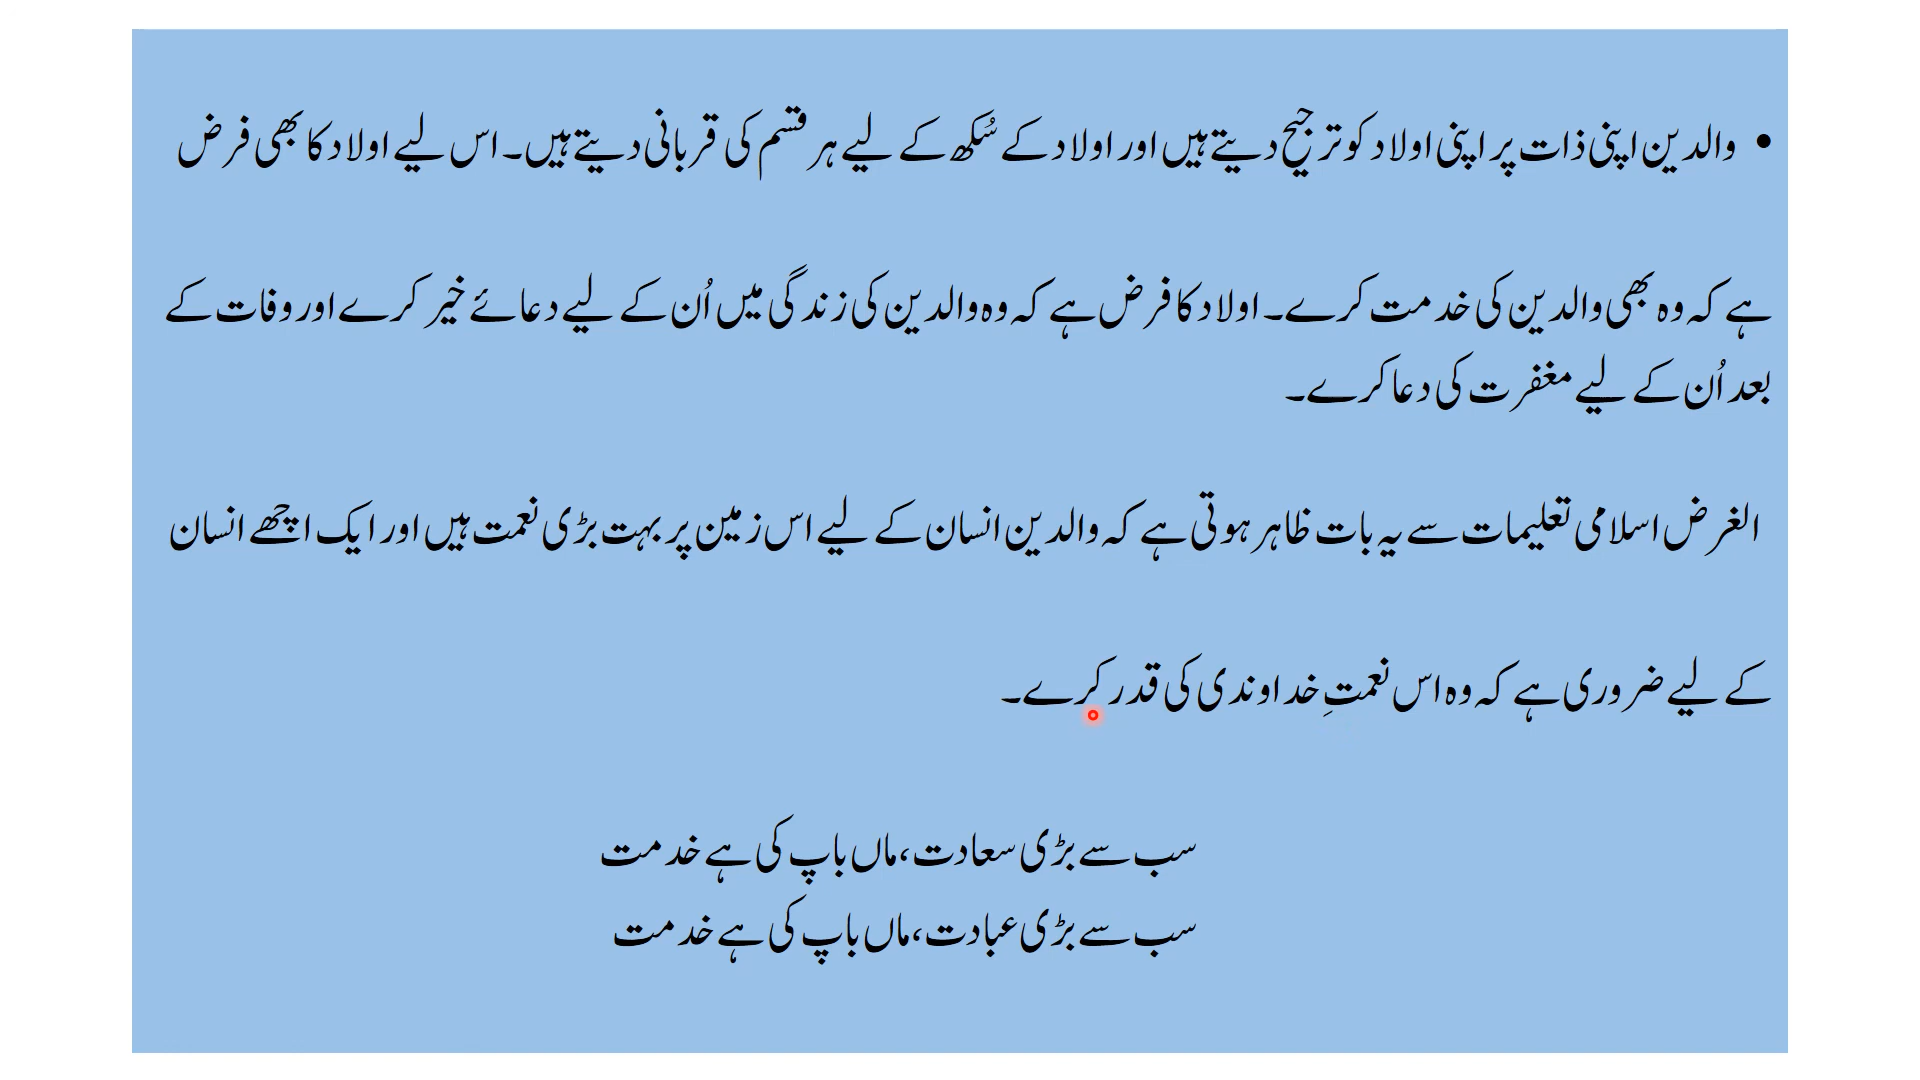 • والدین اپنی ذات پر اپنی اولاد کو ترجیح دیتے ہیں اور اولاد کے سُکھ کے لیے ہر قسم کی قربانی دیتے ہیں۔ اس لیے اولاد کا بھی فرض
ہے کہ وہ بھی والدین کی خدمت کرے۔ اولاد کا فرض ہے کہ وہ والدین کی زندگی میں اُن کے لیے دعائے خیر کرے اور وفات کے
بعد اُن کے لیے مغفرت کی دعا کرے۔
الغرض اسلامی تعلیمات سے یہ بات ظاہر ہوتی ہے کہ والدین انسان کے لیے اس زمین پر بہت بڑی نعمت ہیں اور ایک اچھے انسان
کے لیے ضروری ہے کہ وہ اس نعمتِ خداوندی کی قدر کرے۔
سب سے بڑی سعادت، ماں باپ کی ہے خدمت
سب سے بڑی عبادت، ماں باپ کی ہے خدمت